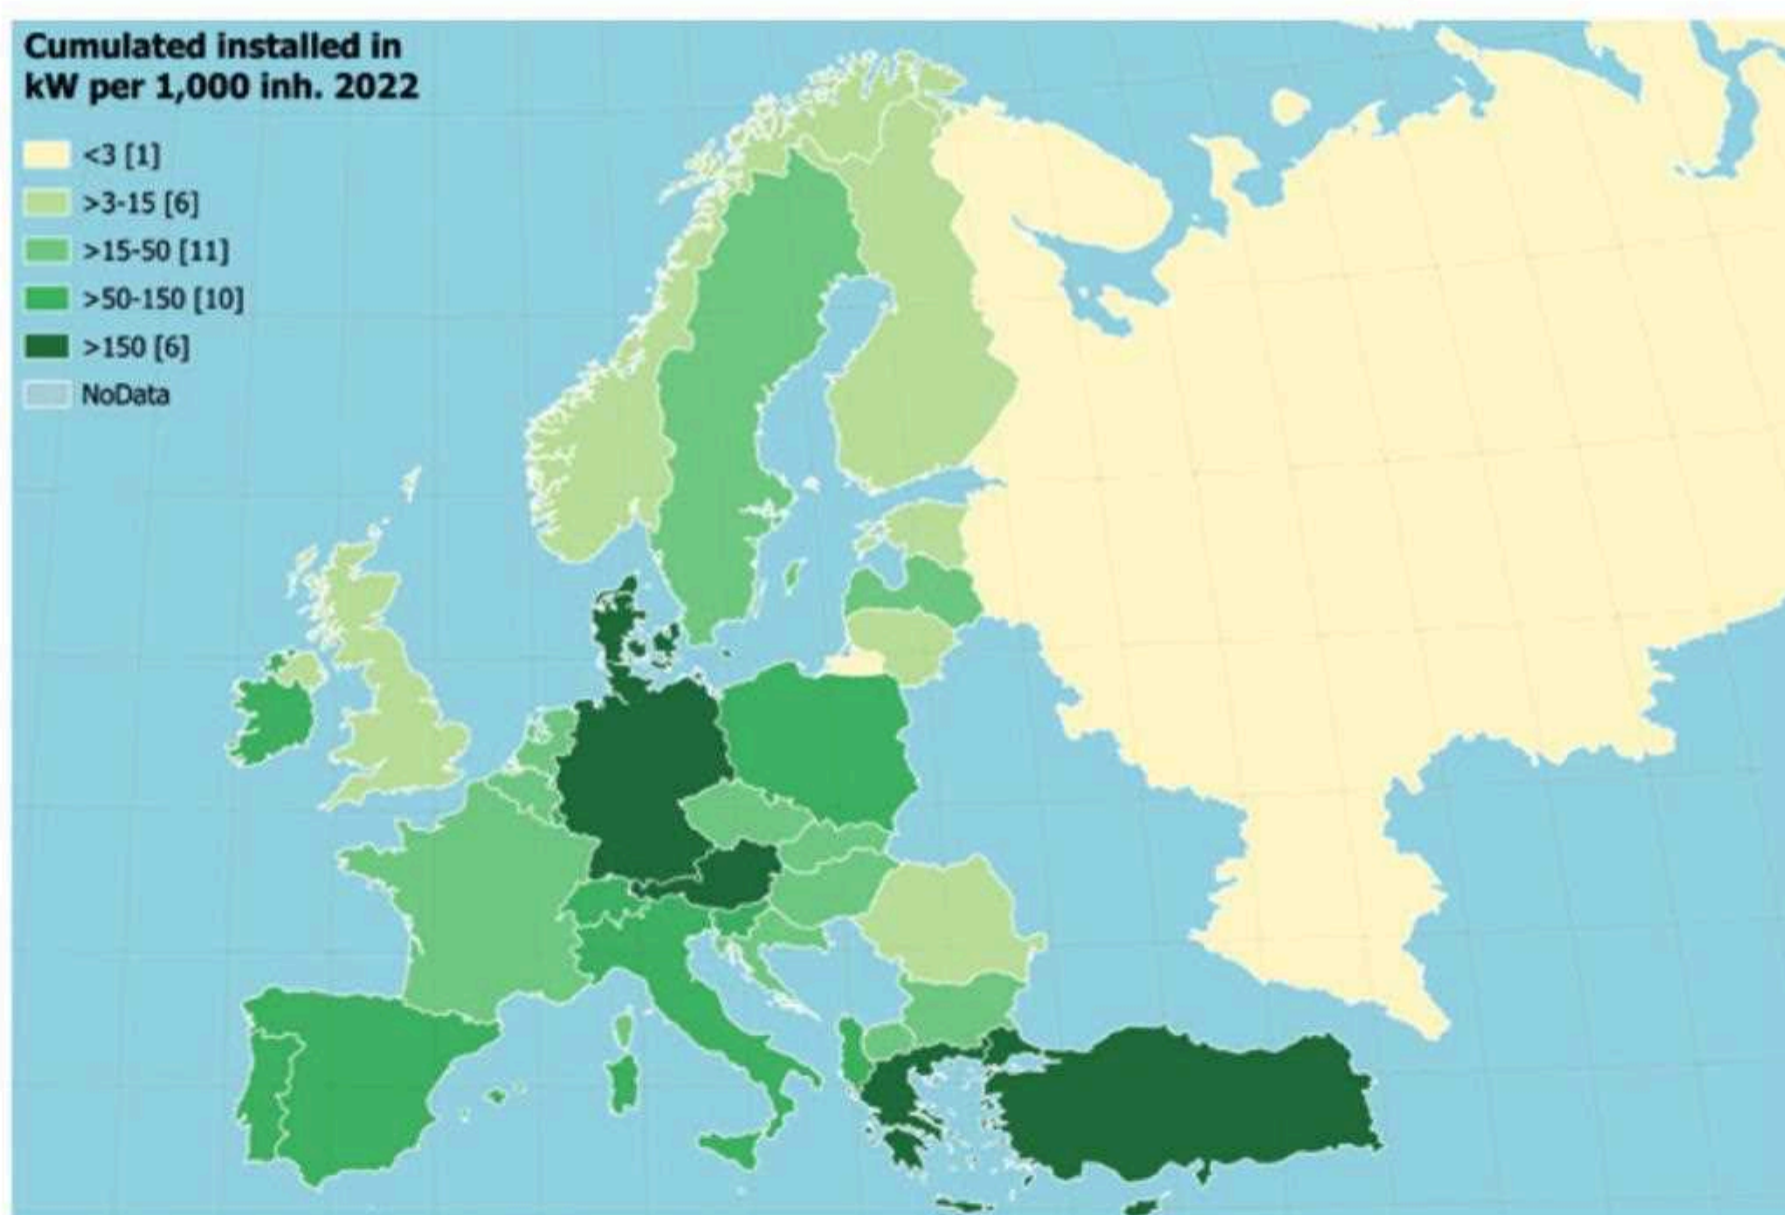 Cumulated installed in
kW per 1,000 inh. 2022
<3 [1]
>3-15 [6]
>15-50 [11]
>50-150 [10]
>150 [6]
NoData